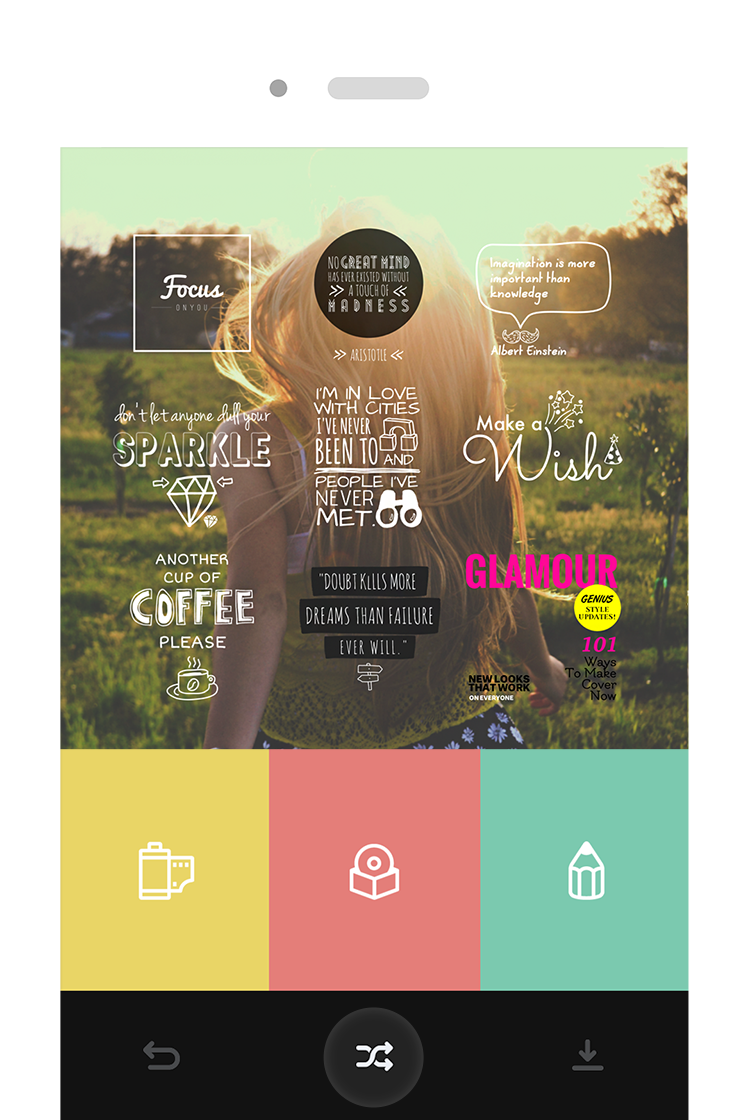 Focus
ON YOU
NO GREAT MIND
HAS EVER EXISTED WITHOUT
A TOUCH OF
MADNESS
ARISTOTLE
Imagination is more
important than
knowledge
Albert Einstein
don't let anyone dull your
SPARKLE
I'M IN LOVE
WITH CITIES
I'VE NEVER
BEEN TO
AND
PEOPLE I'VE
NEVER
MET.
Make a
Wish
ANOTHER
CUP OF
COFFEE
PLEASE
"DOUBT KILLS MORE
DREAMS THAN FAILURE
EVER WILL."
GLAMOUR
GENIUS
STYLE
UPDATES!
101
Ways
To Make
Cover
Now
NEW LOOKS
THAT WORK
ON EVERYONE